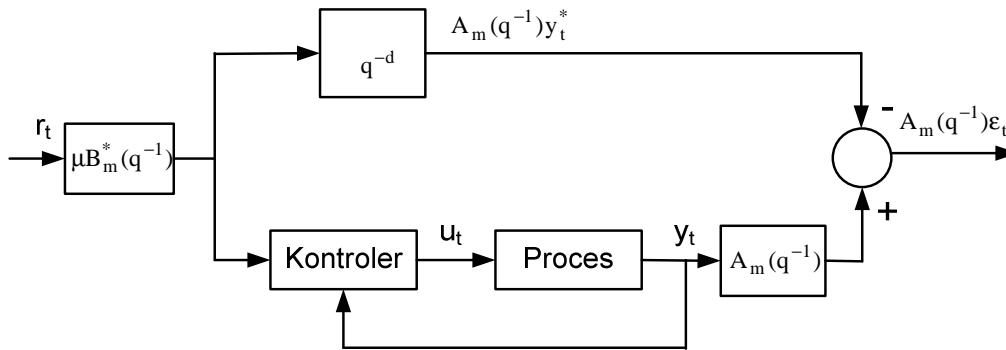 A_m(q^{-1})y_t^*
q^{-d}
r_t
μB_m^*(q^{-1})
-
A_m(q^{-1})ε_t
+
Kontroler
u_t
Proces
y_t
A_m(q^{-1})